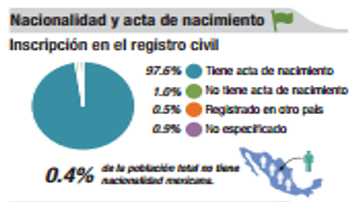 Nacionalidad y acta de nacimiento
Inscripción en el registro civil
97.6% Tiene acta de nacimiento
1.0% No tiene acta de nacimiento
0.5% Registrado en otro país
0.9% No especificado
0.4% de la población total no tiene
nacionalidad mexicana.